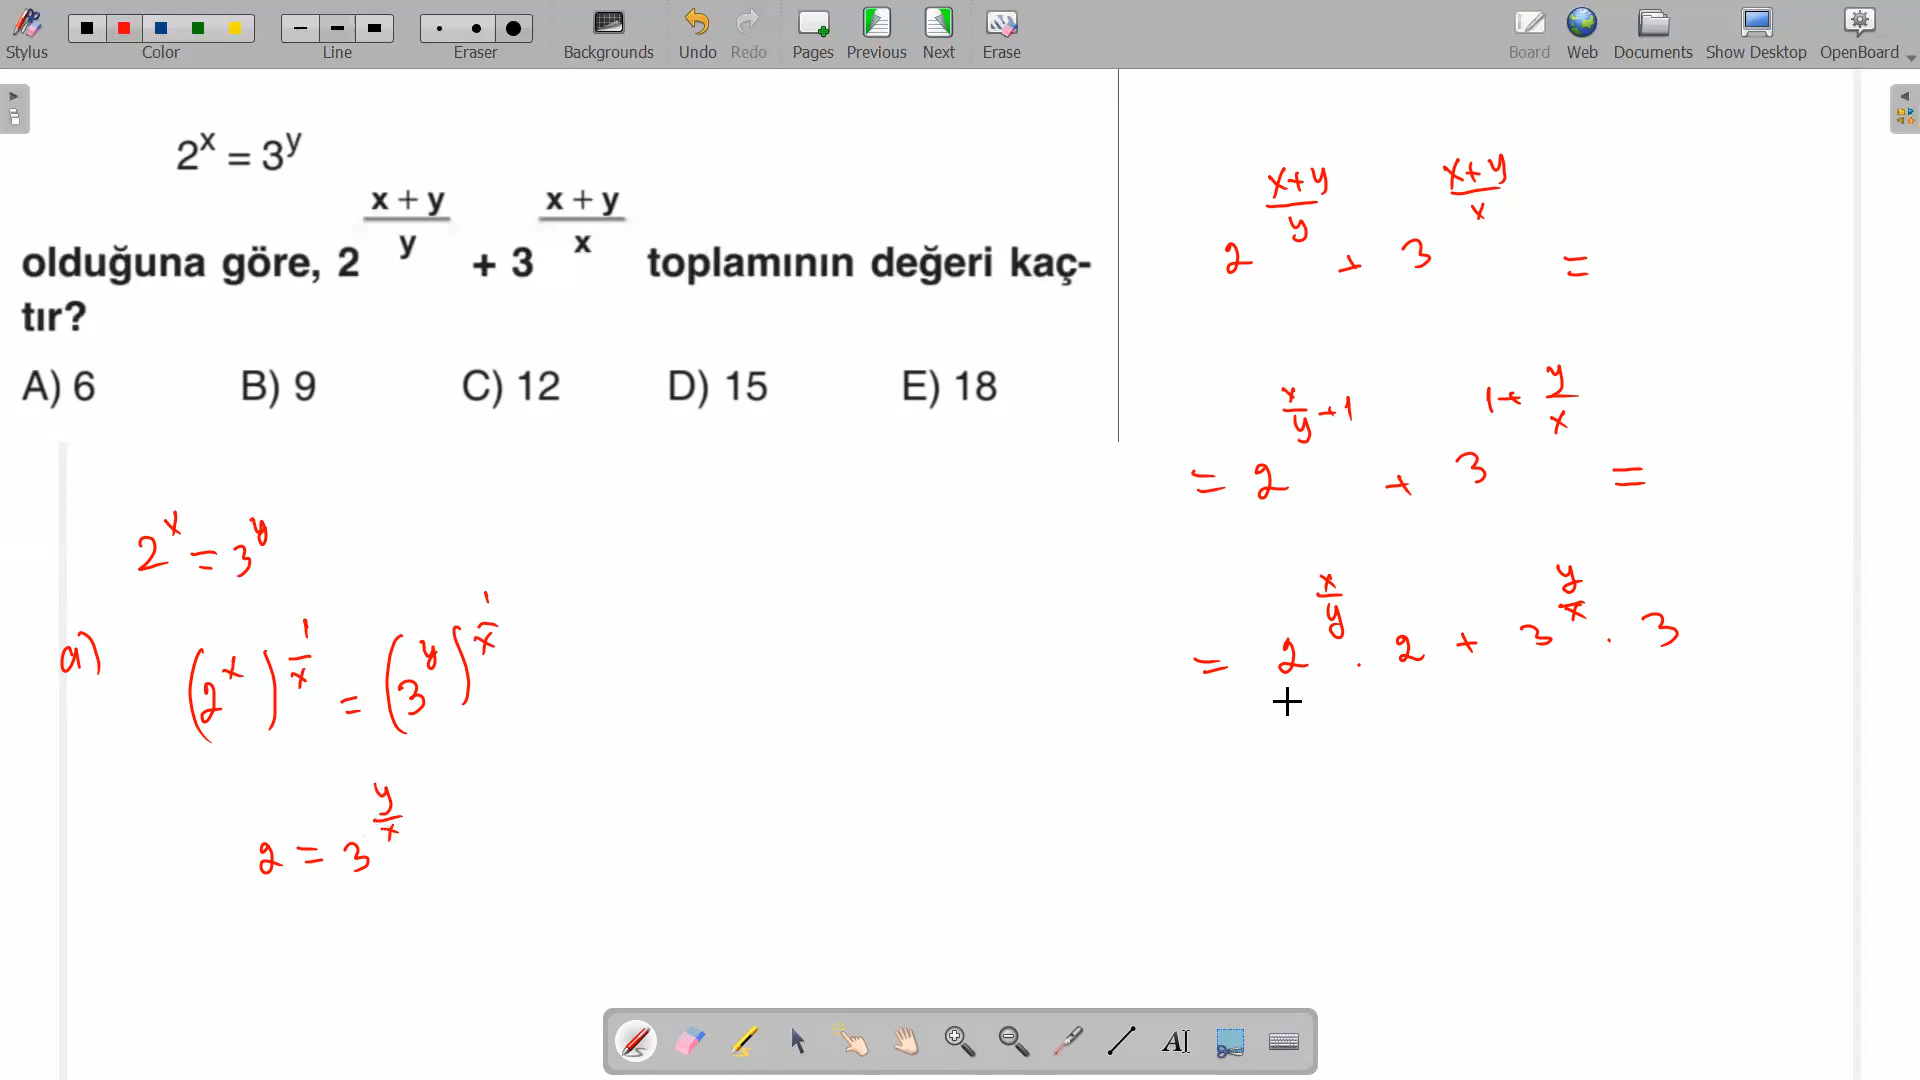 Stylus Color Line Eraser Backgrounds Undo Redo Pages Previous Next Erase Board Web Documents Show Desktop OpenBoard
2^x = 3^y
olduğuna göre, 2^((x + y)/y) + 3^((x + y)/x) toplamının değeri kaç-
tır?
A) 6 B) 9 C) 12 D) 15 E) 18
2^x = 3^y
a) (2^x)^(1/x) = (3^y)^(1/x)
2 = 3^(y/x)
2^((x+y)/y) + 3^((x+y)/x) =
= 2^(x/y + 1) + 3^(1 + y/x) =
= 2^(x/y) . 2 + 3^(y/x) . 3
AI